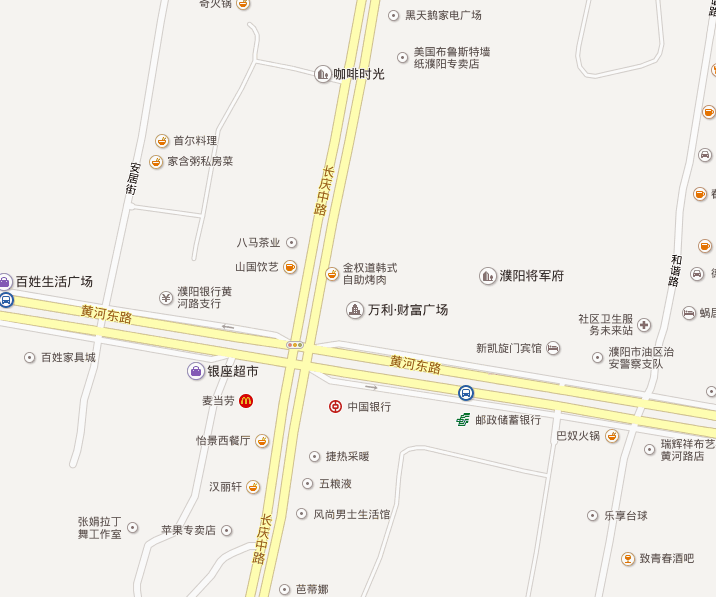 奇火锅
黑天鹅家电广场
路
美国布鲁斯特墙
纸濮阳专卖店
咖啡时光
首尔料理
家含粥私房菜
安居街
长庆中路
八马茶业
山国饮艺
金权道韩式
自助烤肉
和谐路
百姓生活广场
濮阳将军府
濮阳银行黄
河路支行
万利·财富广场
黄河东路
社区卫生服
务未来站
蜗居
新凯旋门宾馆
濮阳市油区治
安警察支队
百姓家具城
黄河东路
银座超市
麦当劳
中国银行
邮政储蓄银行
怡景西餐厅
巴奴火锅
瑞辉祥布艺
黄河路店
捷热采暖
汉丽轩
五粮液
张娟拉丁
舞工作室
苹果专卖店
风尚男士生活馆
乐享台球
长庆中路
致青春酒吧
芭蒂娜